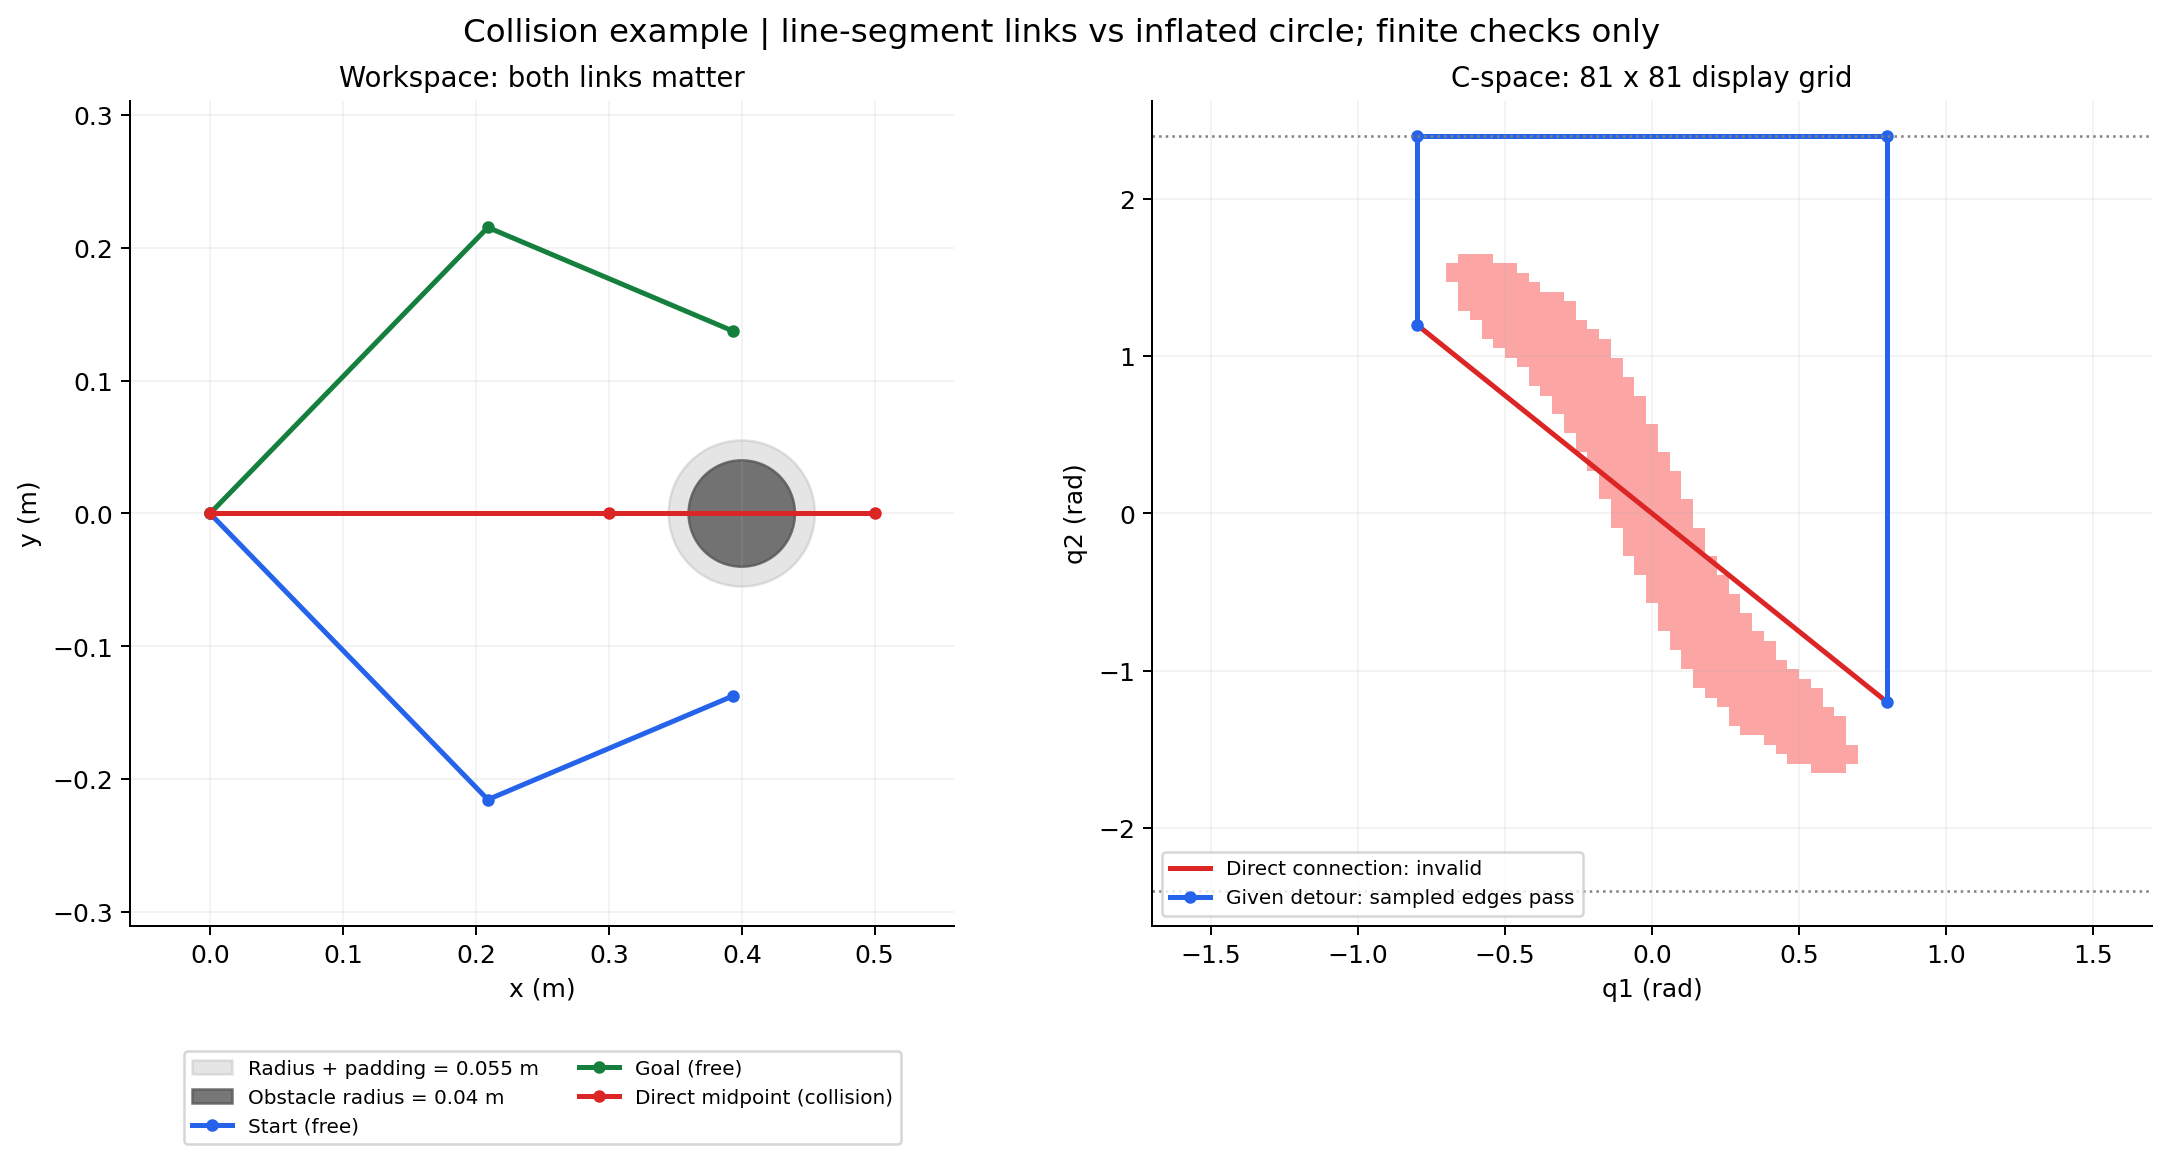 Collision example | line-segment links vs inflated circle; finite checks only
Workspace: both links matter
0.3
0.2
0.1
0.0
−0.1
−0.2
−0.3
y (m)
0.0
0.1
0.2
0.3
0.4
0.5
x (m)
Radius + padding = 0.055 m
Obstacle radius = 0.04 m
Start (free)
Goal (free)
Direct midpoint (collision)
C-space: 81 x 81 display grid
2
1
0
−1
−2
q2 (rad)
Direct connection: invalid
Given detour: sampled edges pass
−1.5
−1.0
−0.5
0.0
0.5
1.0
1.5
q1 (rad)